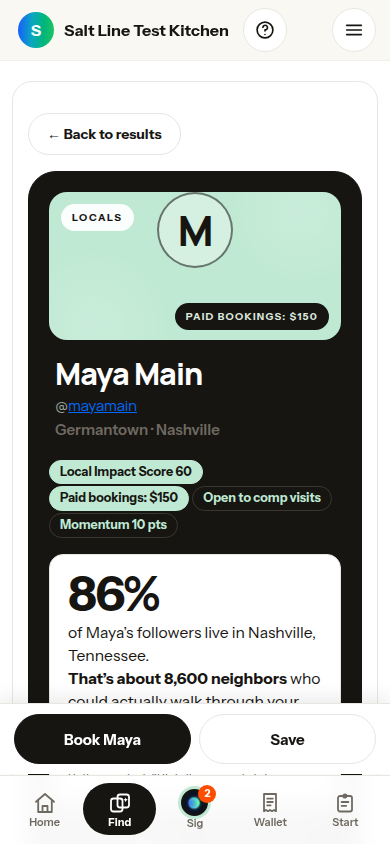 S Salt Line Test Kitchen
← Back to results
LOCALS
M
PAID BOOKINGS: $150
Maya Main
@mayamain
Germantown · Nashville
Local Impact Score 60
Paid bookings: $150 Open to comp visits
Momentum 10 pts
86%
of Maya's followers live in Nashville,
Tennessee.
That's about 8,600 neighbors who
could actually walk through your
Book Maya Save
2
Home Find Sig Wallet Start